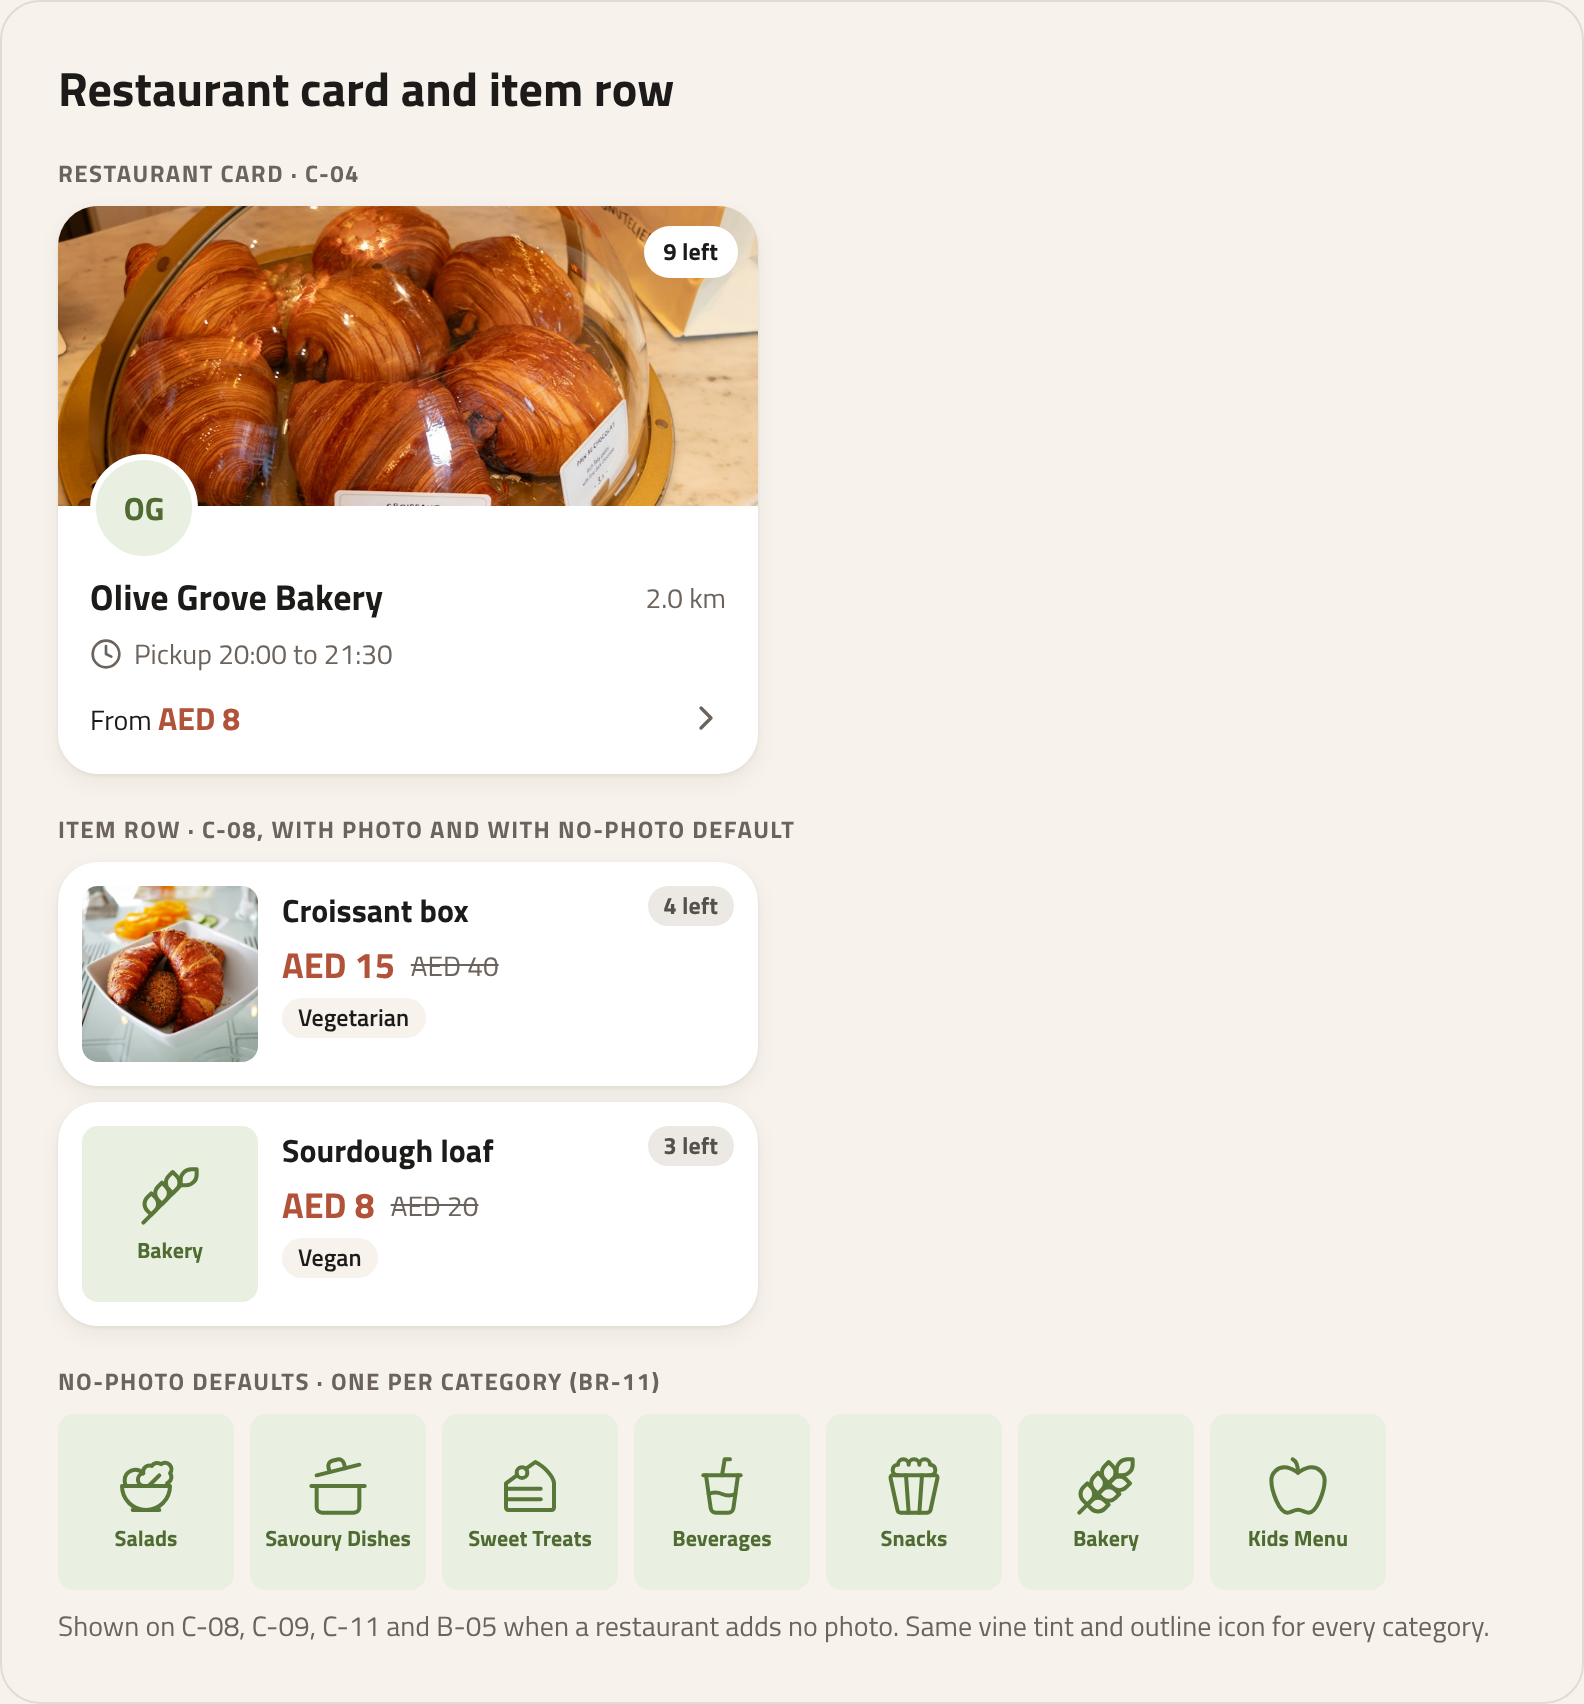 Restaurant card and item row
RESTAURANT CARD · C-04
9 left
OG
Olive Grove Bakery
2.0 km
Pickup 20:00 to 21:30
From AED 8
ITEM ROW · C-08, WITH PHOTO AND WITH NO-PHOTO DEFAULT
Croissant box
4 left
AED 15 AED 40
Vegetarian
Bakery
Sourdough loaf
3 left
AED 8 AED 20
Vegan
NO-PHOTO DEFAULTS · ONE PER CATEGORY (BR-11)
Salads
Savoury Dishes
Sweet Treats
Beverages
Snacks
Bakery
Kids Menu
Shown on C-08, C-09, C-11 and B-05 when a restaurant adds no photo. Same vine tint and outline icon for every category.